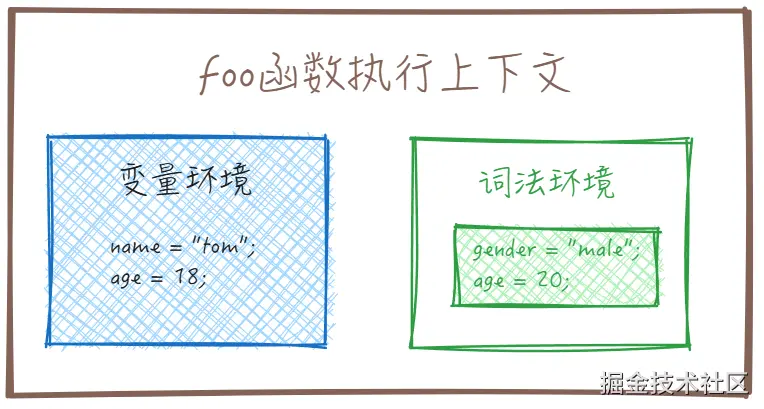 foo函数执行上下文
变量环境
name = "tom";
age = 18;
词法环境
gender = "male";
age = 20;
掘金技术社区